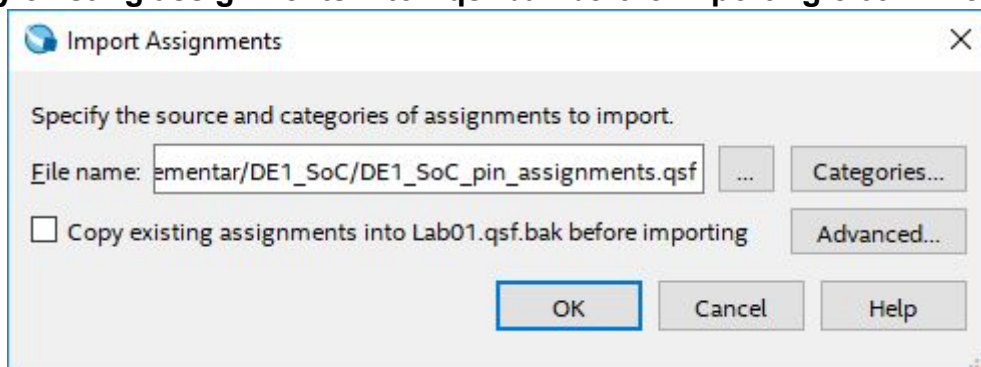 Import Assignments
Specify the source and categories of assignments to import.
File name: ementar/DE1_SoC/DE1_SoC_pin_assignments.qsf ... Categories...
Copy existing assignments into Lab01.qsf.bak before importing Advanced...
OK Cancel Help